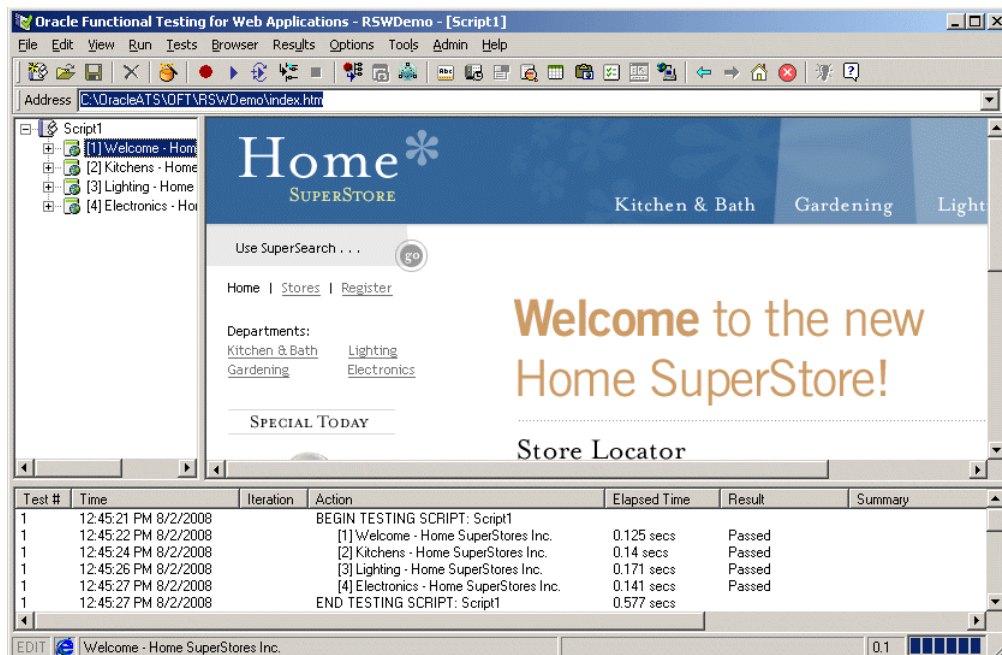 Oracle Functional Testing for Web Applications - RSWDemo - [Script1]
File Edit View Run Tests Browser Results Options Tools Admin Help
Abc
Address C:\OracleATS\OFT\RSWDemo\index.htm
Script1
[1] Welcome - Hom
[2] Kitchens - Home
[3] Lighting - Home
[4] Electronics - Ho
Home
SUPERSTORE
Kitchen & Bath Gardening Light
Use SuperSearch . . . go
Home | Stores | Register
Departments:
Kitchen & Bath Lighting
Gardening Electronics
SPECIAL TODAY
Welcome to the new
Home SuperStore!
Store Locator
Test # Time Iteration Action Elapsed Time Result Summary
1 12:45:21 PM 8/2/2008 BEGIN TESTING SCRIPT: Script1
1 12:45:22 PM 8/2/2008 [1] Welcome - Home SuperStores Inc. 0.125 secs Passed
1 12:45:24 PM 8/2/2008 [2] Kitchens - Home SuperStores Inc. 0.14 secs Passed
1 12:45:26 PM 8/2/2008 [3] Lighting - Home SuperStores Inc. 0.171 secs Passed
1 12:45:27 PM 8/2/2008 [4] Electronics - Home SuperStores Inc. 0.141 secs Passed
1 12:45:27 PM 8/2/2008 END TESTING SCRIPT: Script1 0.577 secs
EDIT Welcome - Home SuperStores Inc. 0.1